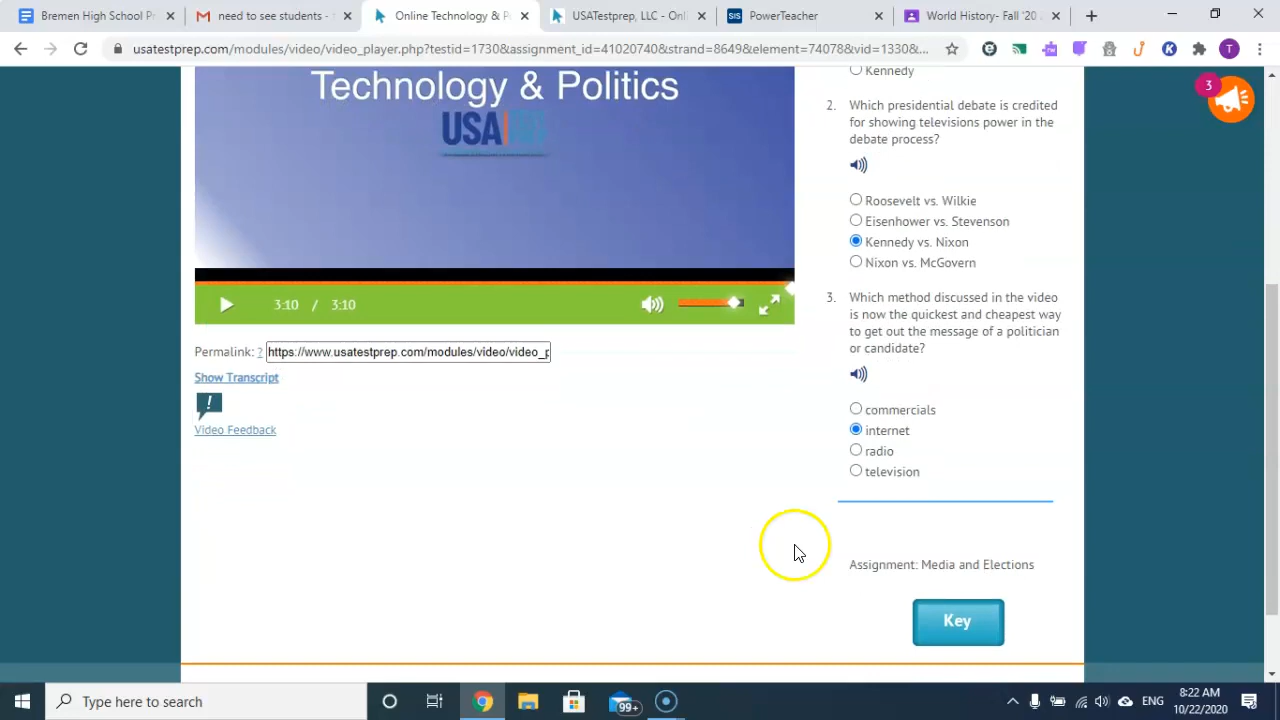 Bremen High School P
need to see students -
Online Technology & P
USATestprep, LLC - Onl
SIS
PowerTeacher
World History- Fall '20
usatestprep.com/modules/video/video_player.php?testid=1730&assignment_id=41020740&strand=8649&element=74078&vid=1330&...
T
3
Technology & Politics
USA
3:10 / 3:10
Permalink: ? https://www.usatestprep.com/modules/video/video_p
Show Transcript
!
Video Feedback
Kennedy
2. Which presidential debate is credited
for showing televisions power in the
debate process?
Roosevelt vs. Wilkie
Eisenhower vs. Stevenson
Kennedy vs. Nixon
Nixon vs. McGovern
3. Which method discussed in the video
is now the quickest and cheapest way
to get out the message of a politician
or candidate?
commercials
internet
radio
television
Assignment: Media and Elections
Key
Type here to search
99+
ENG
8:22 AM
10/22/2020